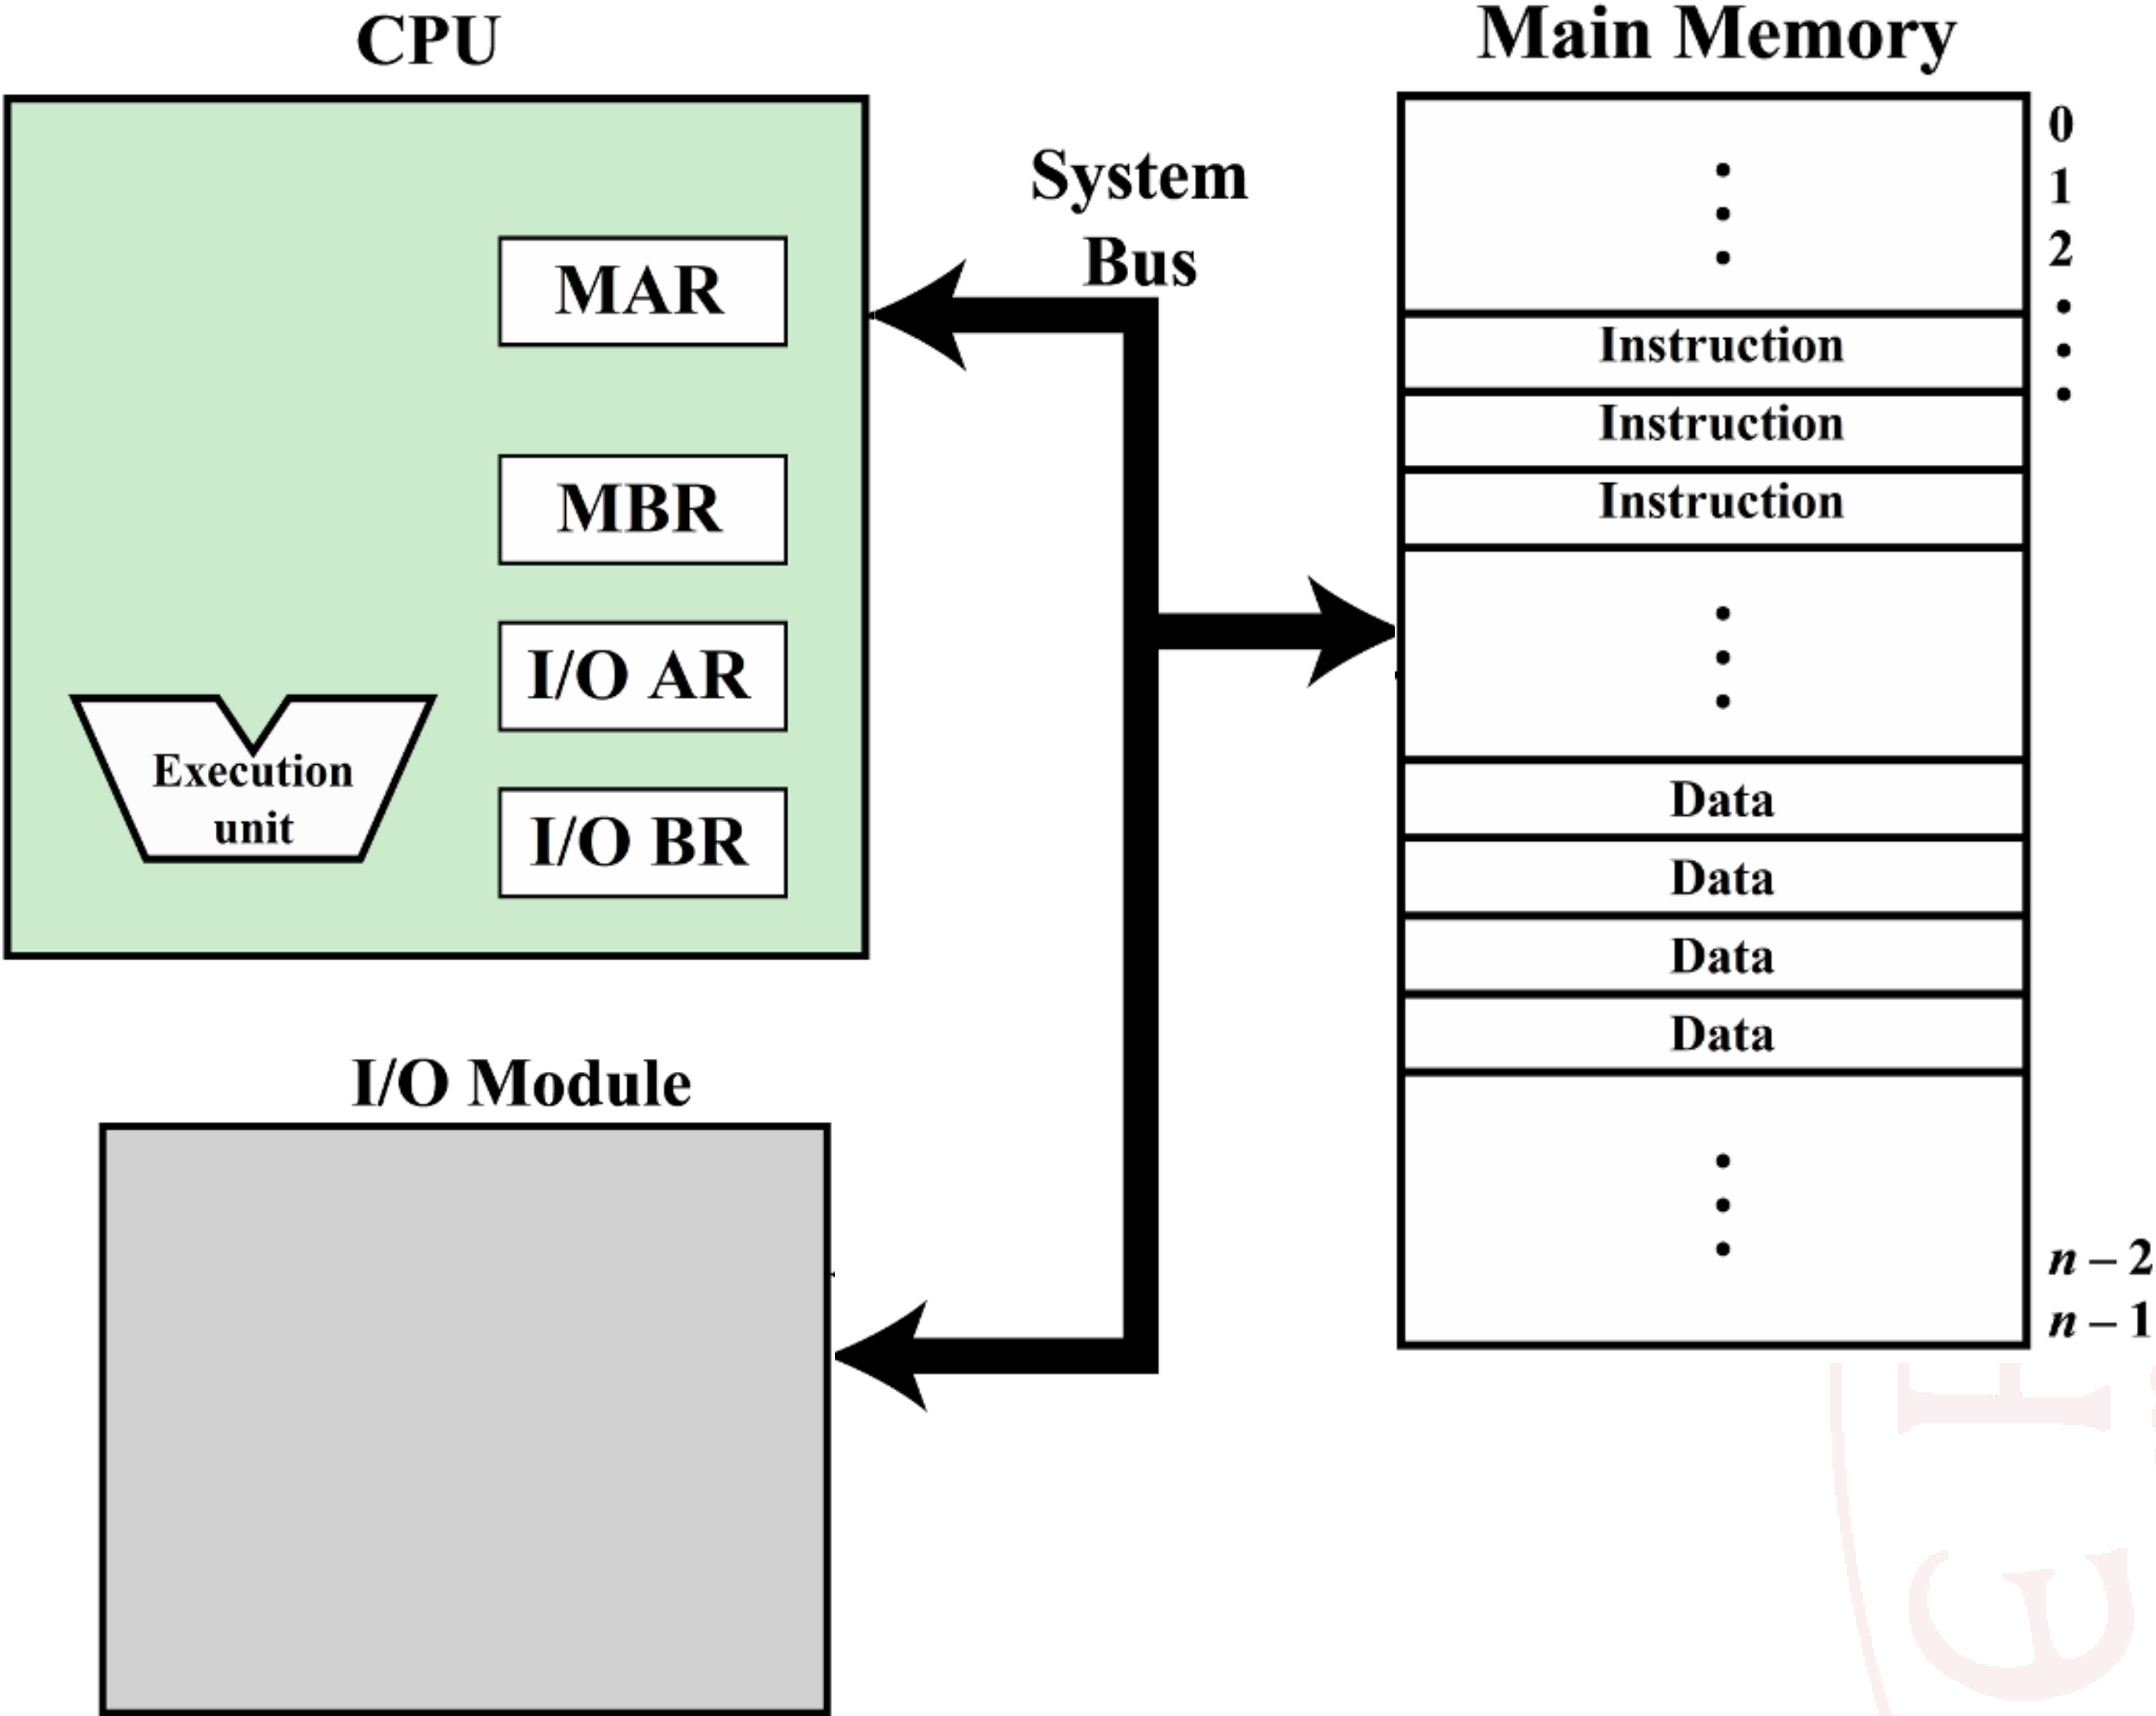 CPU
MAR
MBR
I/O AR
I/O BR
Execution
unit
System
Bus
Main Memory
0
1
2
Instruction
Instruction
Instruction
Data
Data
Data
Data
n – 2
n – 1
I/O Module